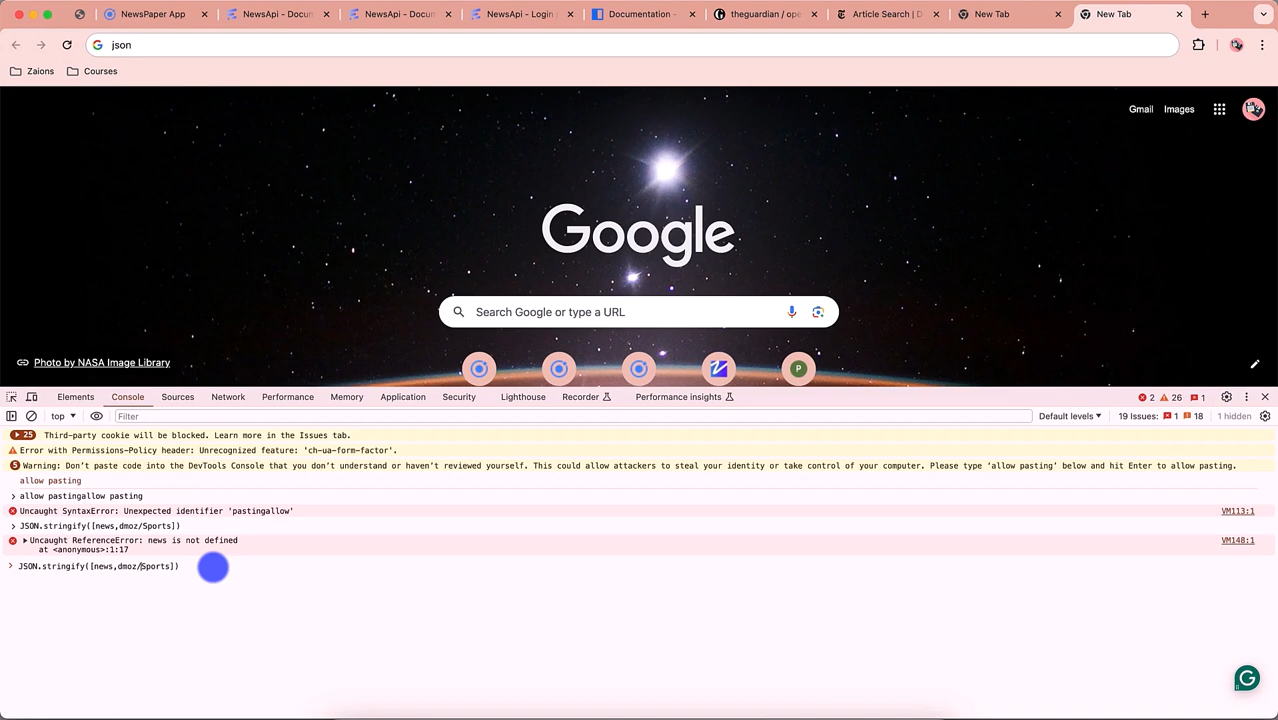 NewsPaper App
NewsApi - Docun
NewsApi - Docu
NewsApi - Login
Documentation -
theguardian / ope
Article Search | D
New Tab
New Tab
json
Zaions
Courses
Gmail
Images
Google
Search Google or type a URL
P
Photo by NASA Image Library
Elements
Console
Sources
Network
Performance
Memory
Application
Security
Lighthouse
Recorder
Performance insights
2
26
1
top
Filter
Default levels
19 Issues:
1
18
1 hidden
25 Third-party cookie will be blocked. Learn more in the Issues tab.
Error with Permissions-Policy header: Unrecognized feature: 'ch-ua-form-factor'.
5 Warning: Don't paste code into the DevTools Console that you don't understand or haven't reviewed yourself. This could allow attackers to steal your identity or take control of your computer. Please type 'allow pasting' below and hit Enter to allow pasting.
allow pasting
> allow pastingallow pasting
Uncaught SyntaxError: Unexpected identifier 'pastingallow'
VM113:1
> JSON.stringify([news,dmoz/Sports])
Uncaught ReferenceError: news is not defined
VM148:1
at <anonymous>:1:17
> JSON.stringify([news,dmoz/Sports])